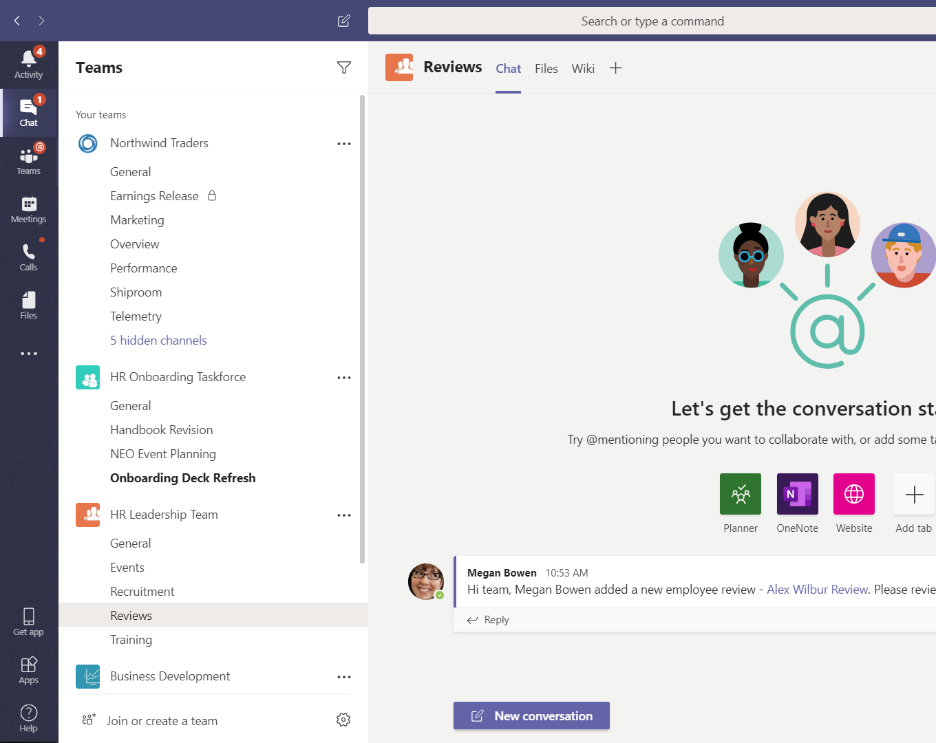 Search or type a command
4
Activity
1
Chat
@
Teams
Meetings
Calls
Files
Get app
Apps
Help
Teams
Your teams
Northwind Traders
General
Earnings Release
Marketing
Overview
Performance
Shiproom
Telemetry
5 hidden channels
HR Onboarding Taskforce
General
Handbook Revision
NEO Event Planning
Onboarding Deck Refresh
HR Leadership Team
General
Events
Recruitment
Reviews
Training
Business Development
Join or create a team
Reviews Chat Files Wiki
@
Let's get the conversation sta
Try @mentioning people you want to collaborate with, or add some ta
N
Planner OneNote Website Add tab
Megan Bowen 10:53 AM
Hi team, Megan Bowen added a new employee review - Alex Wilbur Review. Please revie
Reply
New conversation